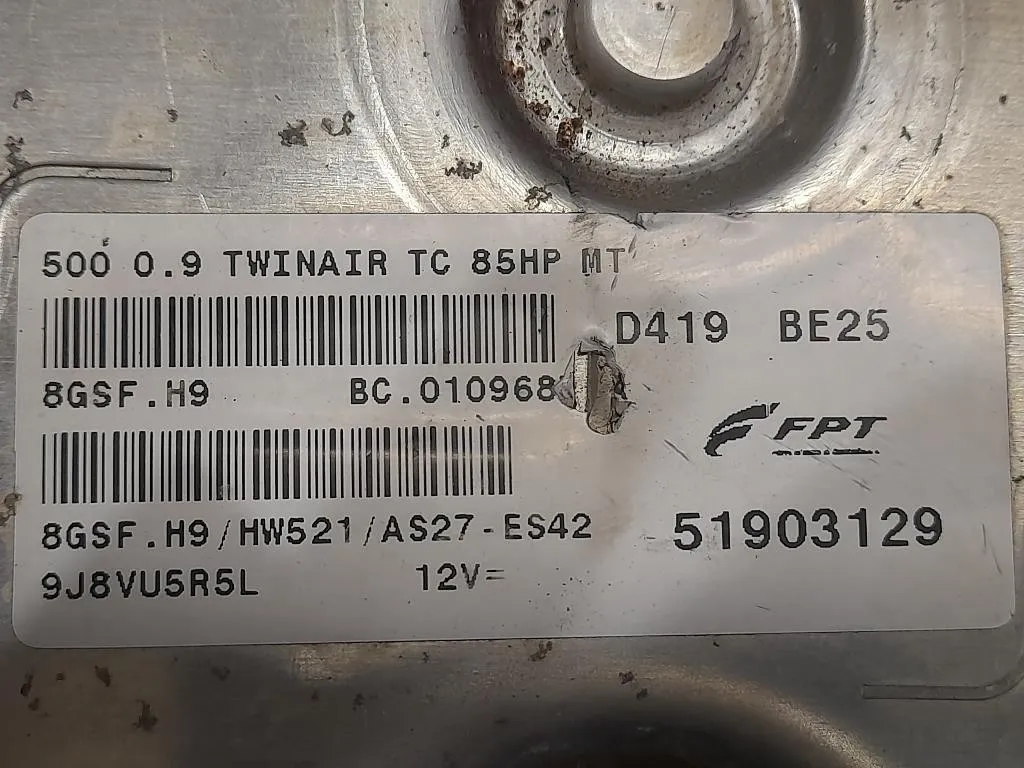 500 0.9 TWINAIR TC 85HP MT
D419 BE25
8GSF.H9 BC.010968
FPT
8GSF.H9/HW521/AS27-ES42
51903129
9J8VU5R5L 12V=